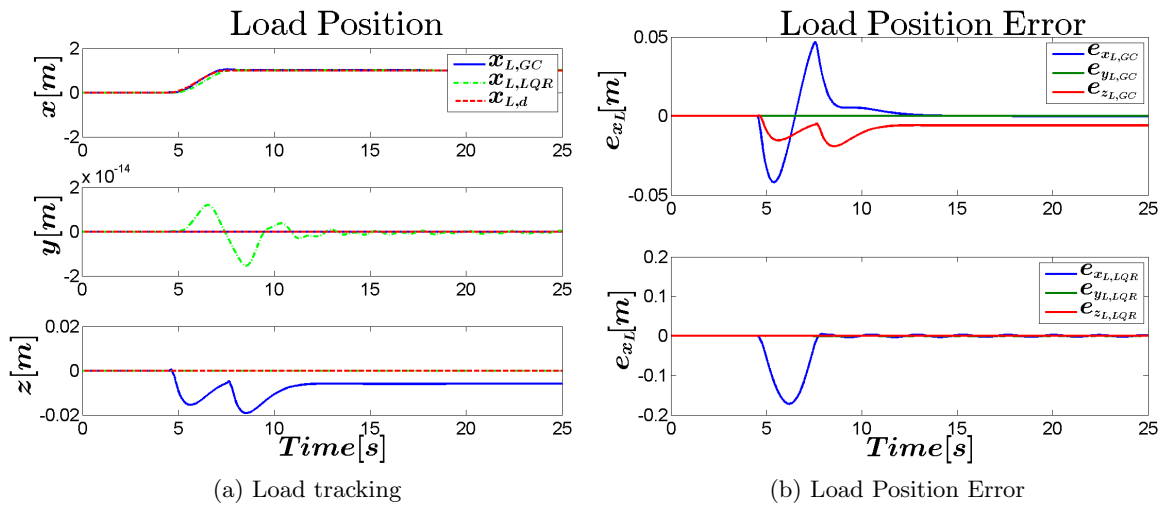 Load Position
x[m]
2
0
-2
0 5 10 15 20 25
x_{L,GC}
x_{L,LQR}
x_{L,d}
x 10^{-14}
y[m]
2
0
-2
0 5 10 15 20 25
z[m]
0.02
0
-0.02
0 5 10 15 20 25
Time[s]
(a) Load tracking
Load Position Error
e_{x_L}[m]
0.05
0
-0.05
0 5 10 15 20 25
e_{x_{L,GC}}
e_{y_{L,GC}}
e_{z_{L,GC}}
e_{x_L}[m]
0.2
0.1
0
-0.1
-0.2
0 5 10 15 20 25
e_{x_{L,LQR}}
e_{y_{L,LQR}}
e_{z_{L,LQR}}
Time[s]
(b) Load Position Error